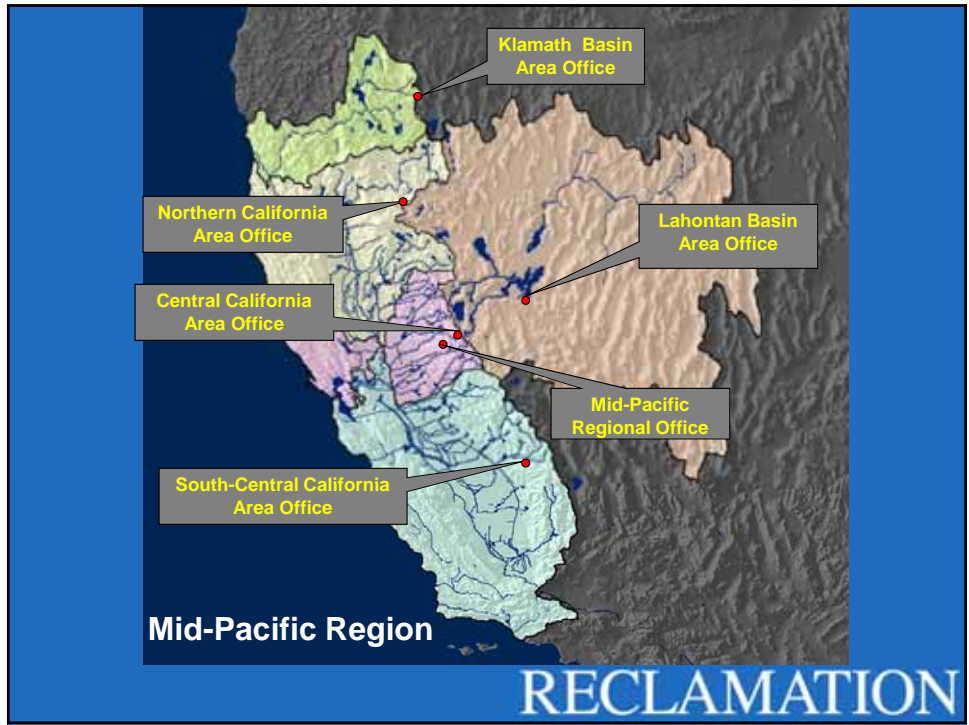 Klamath Basin
Area Office
Northern California
Area Office
Lahontan Basin
Area Office
Central California
Area Office
Mid-Pacific
Regional Office
South-Central California
Area Office
Mid-Pacific Region
RECLAMATION